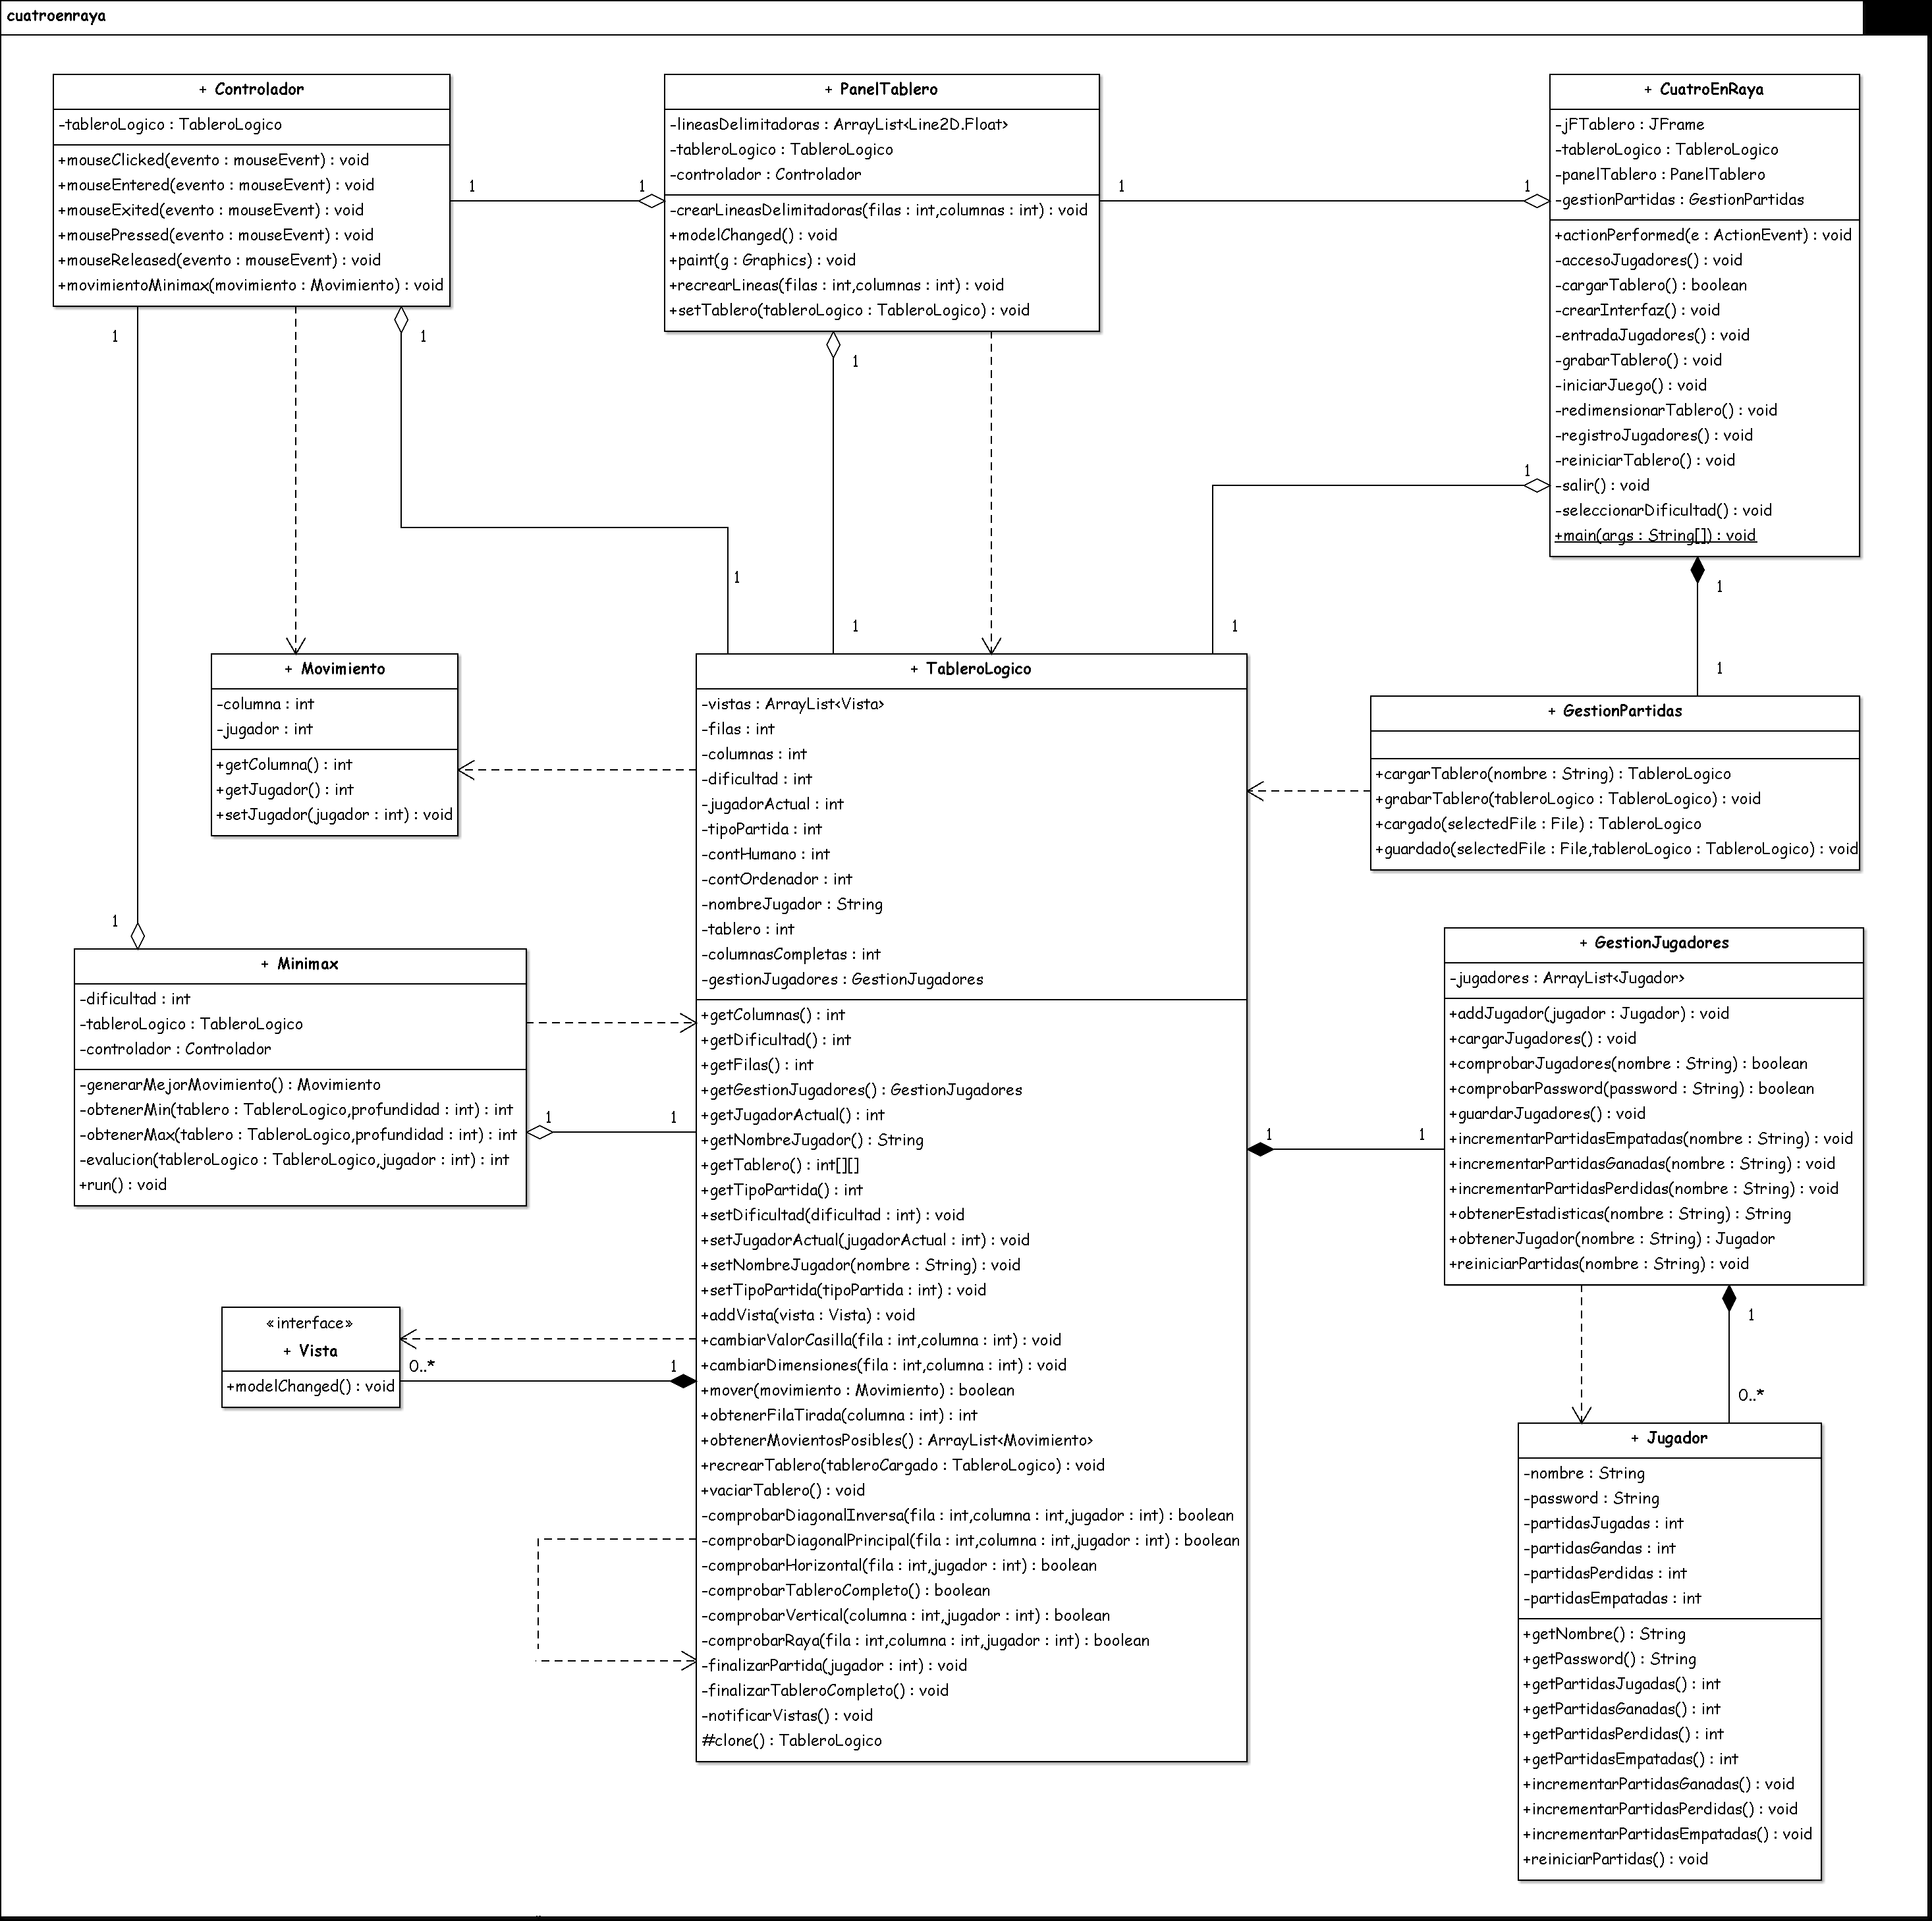 cuatroenraya
+ Controlador
-tableroLogico : TableroLogico
+mouseClicked(evento : mouseEvent) : void
+mouseEntered(evento : mouseEvent) : void
+mouseExited(evento : mouseEvent) : void
+mousePressed(evento : mouseEvent) : void
+mouseReleased(evento : mouseEvent) : void
+movimientoMinimax(movimiento : Movimiento) : void
1
1
+ PanelTablero
-lineasDelimitadoras : ArrayList<Line2D.Float>
-tableroLogico : TableroLogico
-controlador : Controlador
-crearLineasDelimitadoras(filas : int,columnas : int) : void
+modelChanged() : void
+paint(g : Graphics) : void
+recrearLineas(filas : int,columnas : int) : void
+setTablero(tableroLogico : TableroLogico) : void
1
1
+ CuatroEnRaya
-jFTablero : JFrame
-tableroLogico : TableroLogico
-panelTablero : PanelTablero
-gestionPartidas : GestionPartidas
+actionPerformed(e : ActionEvent) : void
-accesoJugadores() : void
-cargarTablero() : boolean
-crearInterfaz() : void
-entradaJugadores() : void
-grabarTablero() : void
-iniciarJuego() : void
-redimensionarTablero() : void
-registroJugadores() : void
-reiniciarTablero() : void
-salir() : void
-seleccionarDificultad() : void
+main(args : String[]) : void
1
1
1
1
1
1
1
1
1
1
+ Movimiento
-columna : int
-jugador : int
+getColumna() : int
+getJugador() : int
+setJugador(jugador : int) : void
+ TableroLogico
-vistas : ArrayList<Vista>
-filas : int
-columnas : int
-dificultad : int
-jugadorActual : int
-tipoPartida : int
-contHumano : int
-contOrdenador : int
-nombreJugador : String
-tablero : int
-columnasCompletas : int
-gestionJugadores : GestionJugadores
+getColumnas() : int
+getDificultad() : int
+getFilas() : int
+getGestionJugadores() : GestionJugadores
+getJugadorActual() : int
+getNombreJugador() : String
+getTablero() : int[][]
+getTipoPartida() : int
+setDificultad(dificultad : int) : void
+setJugadorActual(jugadorActual : int) : void
+setNombreJugador(nombre : String) : void
+setTipoPartida(tipoPartida : int) : void
+addVista(vista : Vista) : void
+cambiarValorCasilla(fila : int,columna : int) : void
+cambiarDimensiones(fila : int,columna : int) : void
+mover(movimiento : Movimiento) : boolean
+obtenerFilaTirada(columna : int) : int
+obtenerMovientosPosibles() : ArrayList<Movimiento>
+recrearTablero(tableroCargado : TableroLogico) : void
+vaciarTablero() : void
-comprobarDiagonalInversa(fila : int,columna : int,jugador : int) : boolean
-comprobarDiagonalPrincipal(fila : int,columna : int,jugador : int) : boolean
-comprobarHorizontal(fila : int,jugador : int) : boolean
-comprobarTableroCompleto() : boolean
-comprobarVertical(columna : int,jugador : int) : boolean
-comprobarRaya(fila : int,columna : int,jugador : int) : boolean
-finalizarPartida(jugador : int) : void
-finalizarTableroCompleto() : void
-notificarVistas() : void
#clone() : TableroLogico
+ GestionPartidas
+cargarTablero(nombre : String) : TableroLogico
+grabarTablero(tableroLogico : TableroLogico) : void
+cargado(selectedFile : File) : TableroLogico
+guardado(selectedFile : File,tableroLogico : TableroLogico) : void
1
+ Minimax
-dificultad : int
-tableroLogico : TableroLogico
-controlador : Controlador
-generarMejorMovimiento() : Movimiento
-obtenerMin(tablero : TableroLogico,profundidad : int) : int
-obtenerMax(tablero : TableroLogico,profundidad : int) : int
-evalucion(tableroLogico : TableroLogico,jugador : int) : int
+run() : void
1
1
+ GestionJugadores
-jugadores : ArrayList<Jugador>
+addJugador(jugador : Jugador) : void
+cargarJugadores() : void
+comprobarJugadores(nombre : String) : boolean
+comprobarPassword(password : String) : boolean
+guardarJugadores() : void
+incrementarPartidasEmpatadas(nombre : String) : void
+incrementarPartidasGanadas(nombre : String) : void
+incrementarPartidasPerdidas(nombre : String) : void
+obtenerEstadisticas(nombre : String) : String
+obtenerJugador(nombre : String) : Jugador
+reiniciarPartidas(nombre : String) : void
1
1
«interface»
+ Vista
+modelChanged() : void
0..*
1
1
0..*
+ Jugador
-nombre : String
-password : String
-partidasJugadas : int
-partidasGandas : int
-partidasPerdidas : int
-partidasEmpatadas : int
+getNombre() : String
+getPassword() : String
+getPartidasJugadas() : int
+getPartidasGanadas() : int
+getPartidasPerdidas() : int
+getPartidasEmpatadas() : int
+incrementarPartidasGanadas() : void
+incrementarPartidasPerdidas() : void
+incrementarPartidasEmpatadas() : void
+reiniciarPartidas() : void